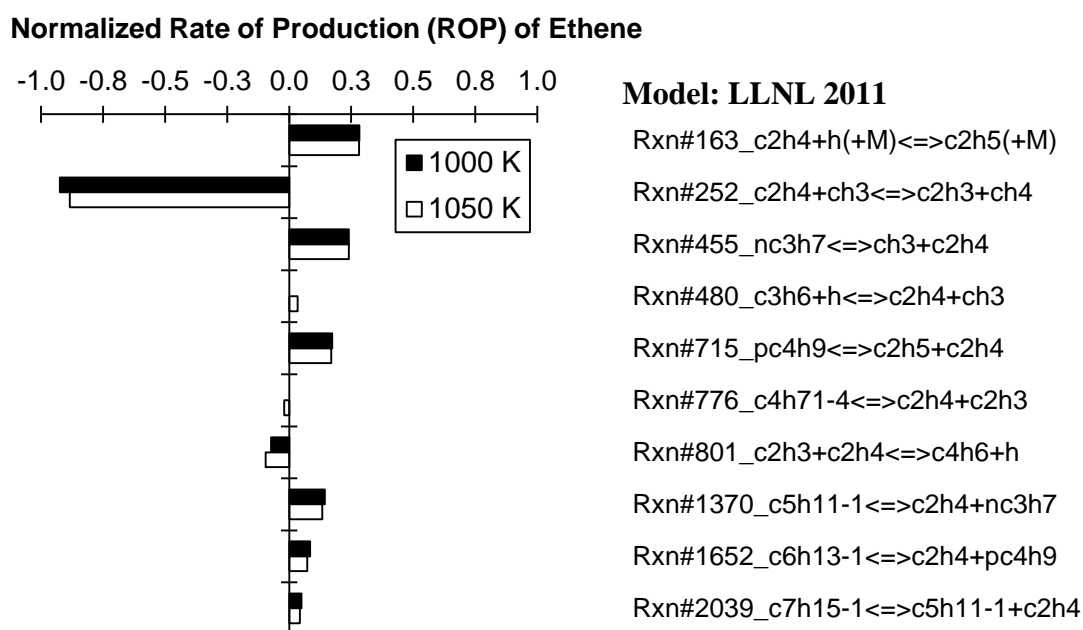 Normalized Rate of Production (ROP) of Ethene
-1.0 -0.8 -0.5 -0.3 0.0 0.3 0.5 0.8 1.0
1000 K
1050 K
Model: LLNL 2011
Rxn#163_c2h4+h(+M)<=>c2h5(+M)
Rxn#252_c2h4+ch3<=>c2h3+ch4
Rxn#455_nc3h7<=>ch3+c2h4
Rxn#480_c3h6+h<=>c2h4+ch3
Rxn#715_pc4h9<=>c2h5+c2h4
Rxn#776_c4h71-4<=>c2h4+c2h3
Rxn#801_c2h3+c2h4<=>c4h6+h
Rxn#1370_c5h11-1<=>c2h4+nc3h7
Rxn#1652_c6h13-1<=>c2h4+pc4h9
Rxn#2039_c7h15-1<=>c5h11-1+c2h4